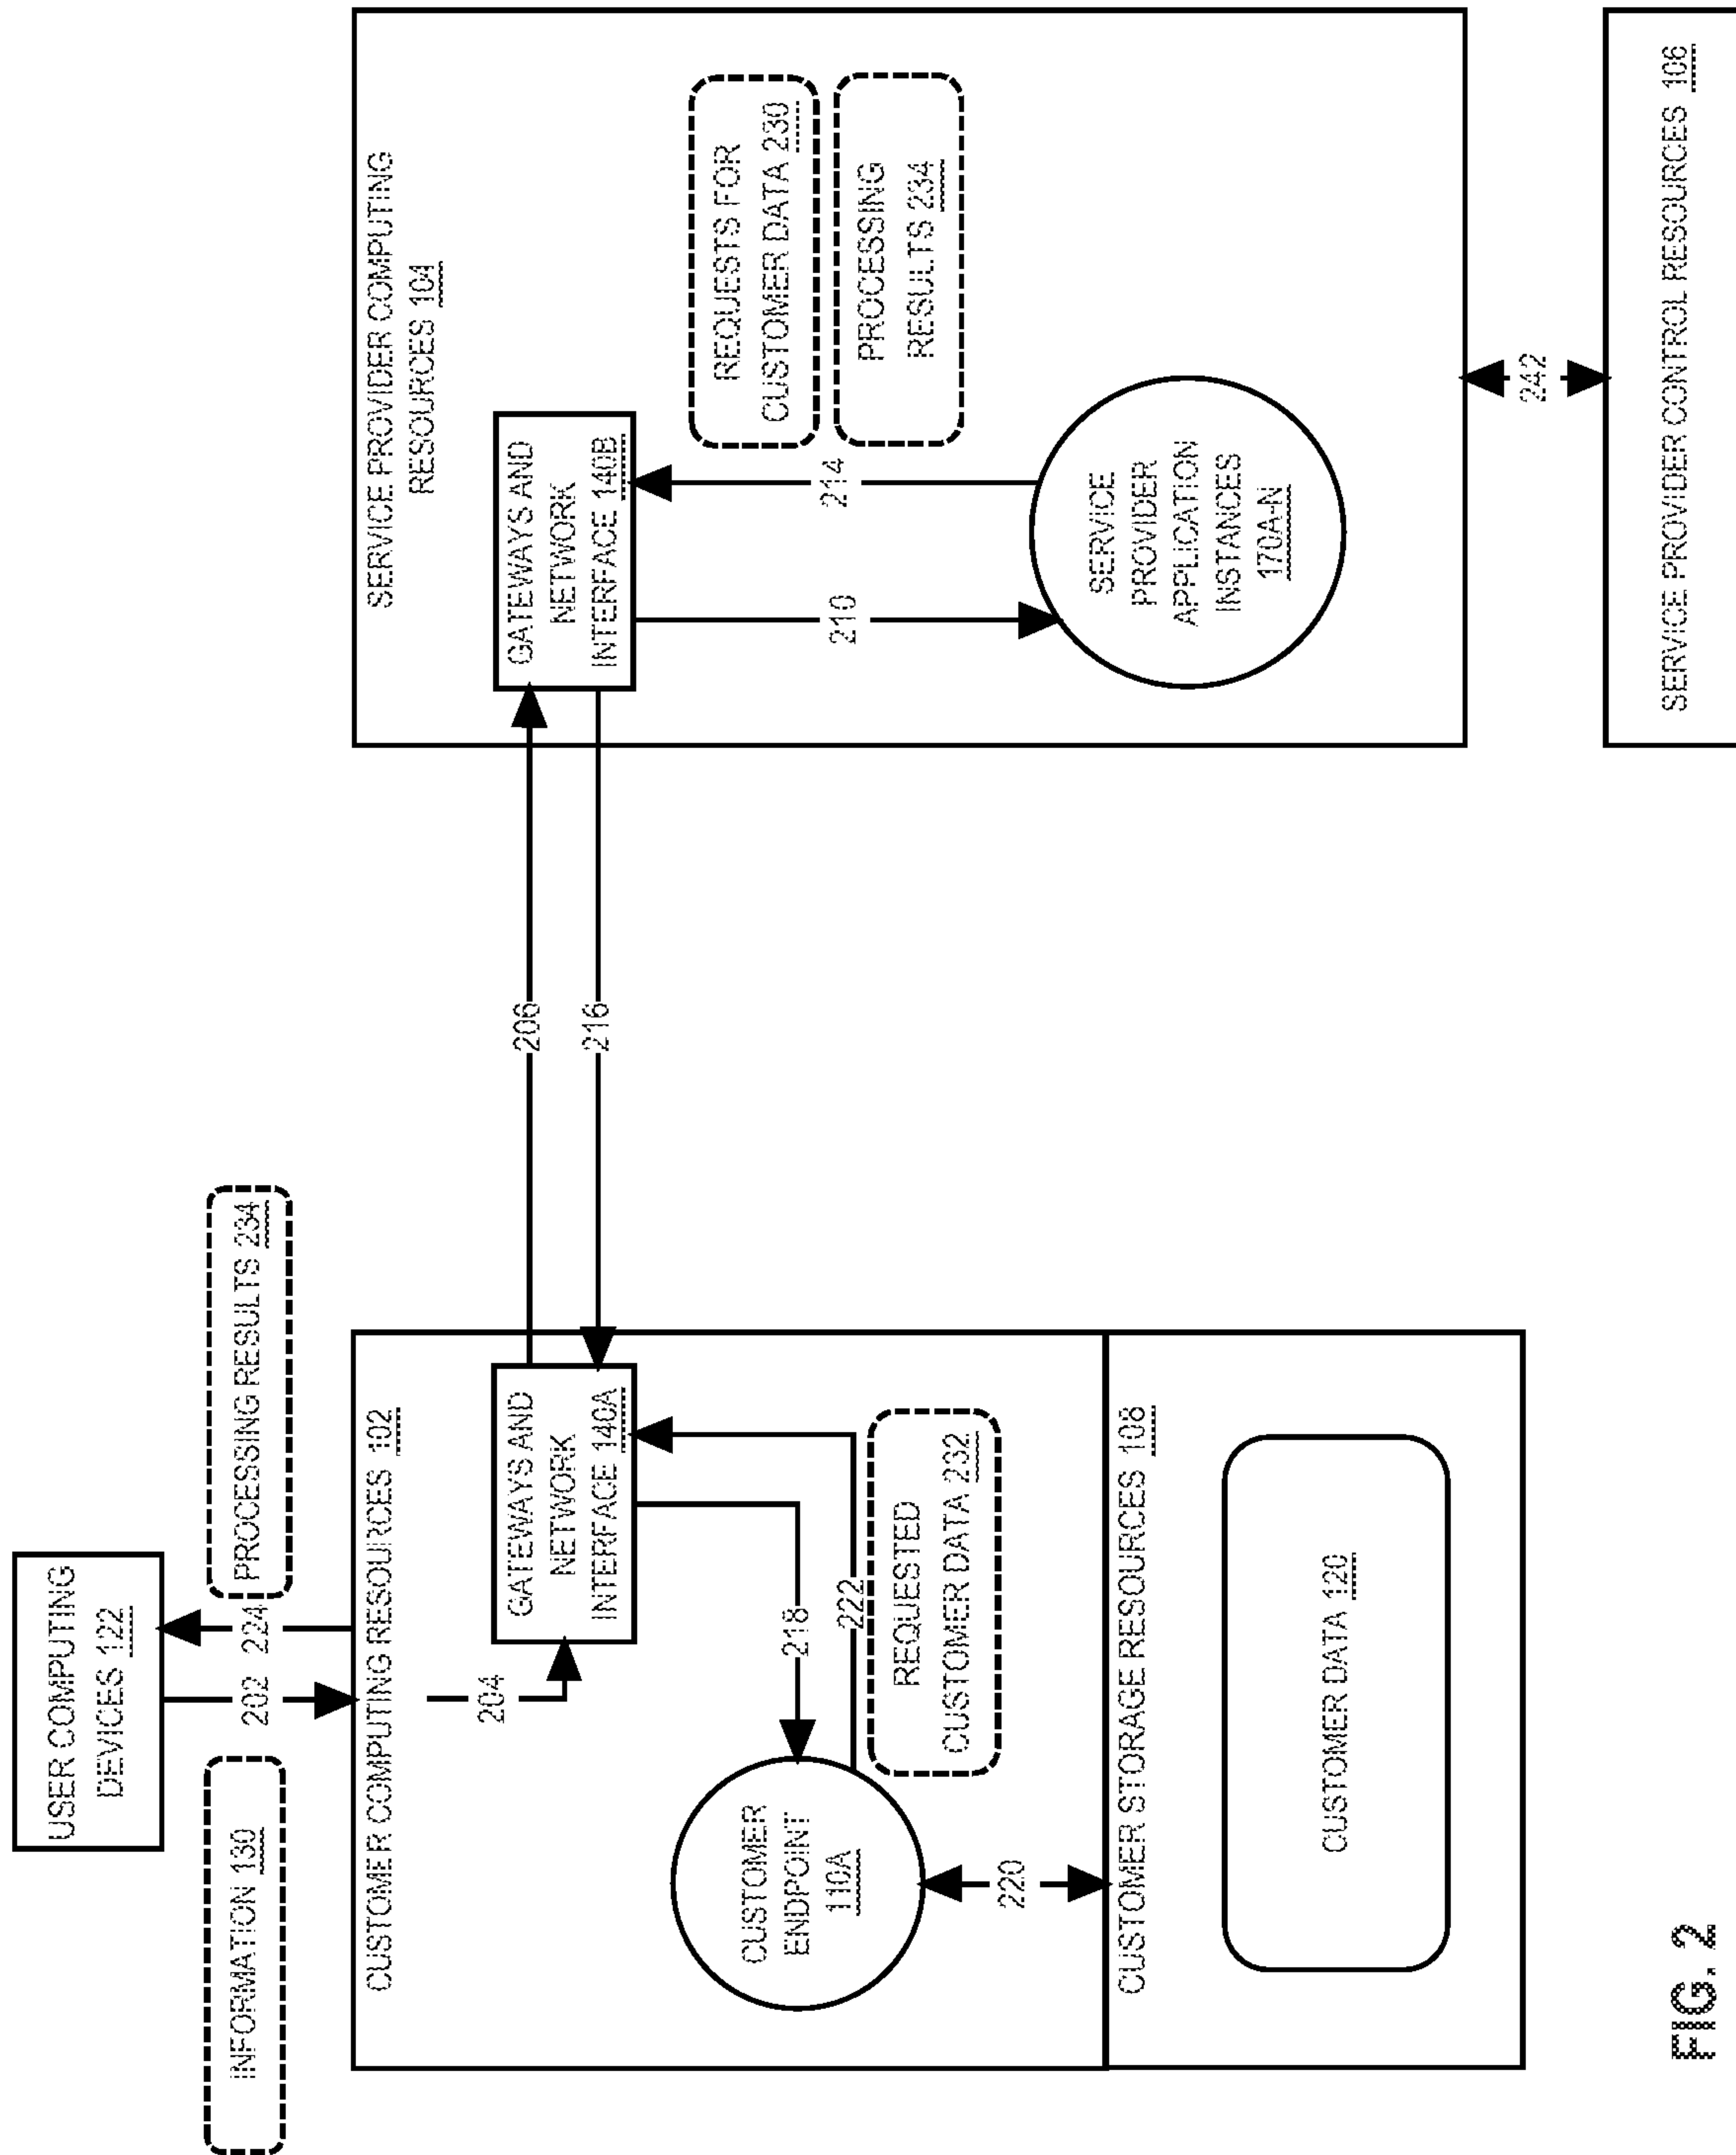 USER COMPUTING
DEVICES 122
INFORMATION 130
202
224
PROCESSING RESULTS 234
CUSTOMER COMPUTING RESOURCES 102
204
GATEWAYS AND
NETWORK
INTERFACE 140A
206
216
218
222
CUSTOMER
ENDPOINT
110A
REQUESTED
CUSTOMER DATA 232
220
CUSTOMER STORAGE RESOURCES 108
CUSTOMER DATA 120
SERVICE PROVIDER COMPUTING
RESOURCES 104
GATEWAYS AND
NETWORK
INTERFACE 140B
REQUESTS FOR
CUSTOMER DATA 230
PROCESSING
RESULTS 234
210
214
SERVICE
PROVIDER
APPLICATION
INSTANCES
170A-N
242
SERVICE PROVIDER CONTROL RESOURCES 106
FIG. 2